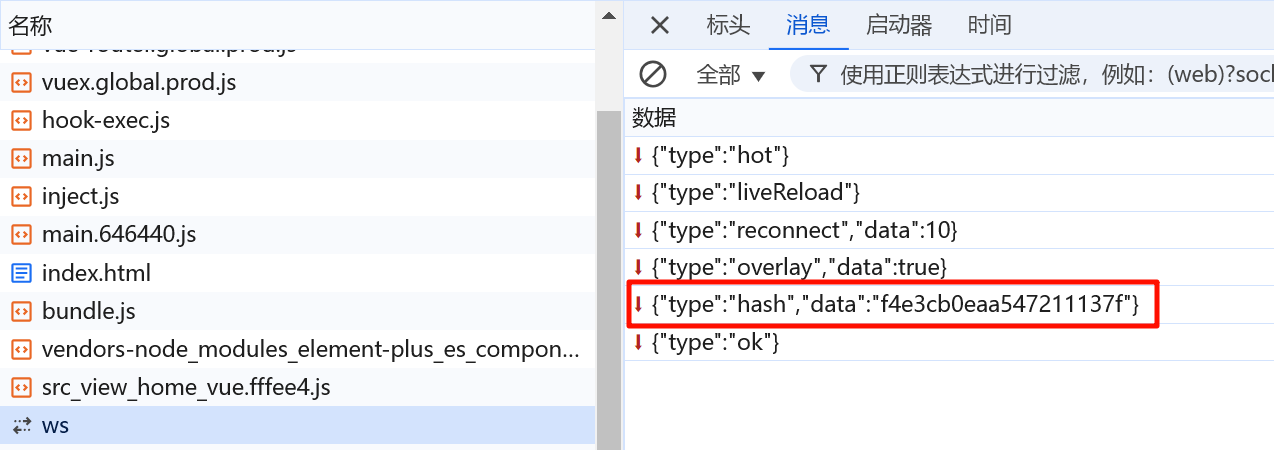 名称
vuex.global.prod.js
hook-exec.js
main.js
inject.js
main.646440.js
index.html
bundle.js
vendors-node_modules_element-plus_es_compon...
src_view_home_vue.fffee4.js
ws
标头
消息
启动器
时间
全部
使用正则表达式进行过滤，例如：(web)?sock
数据
{"type":"hot"}
{"type":"liveReload"}
{"type":"reconnect","data":10}
{"type":"overlay","data":true}
{"type":"hash","data":"f4e3cb0eaa547211137f"}
{"type":"ok"}